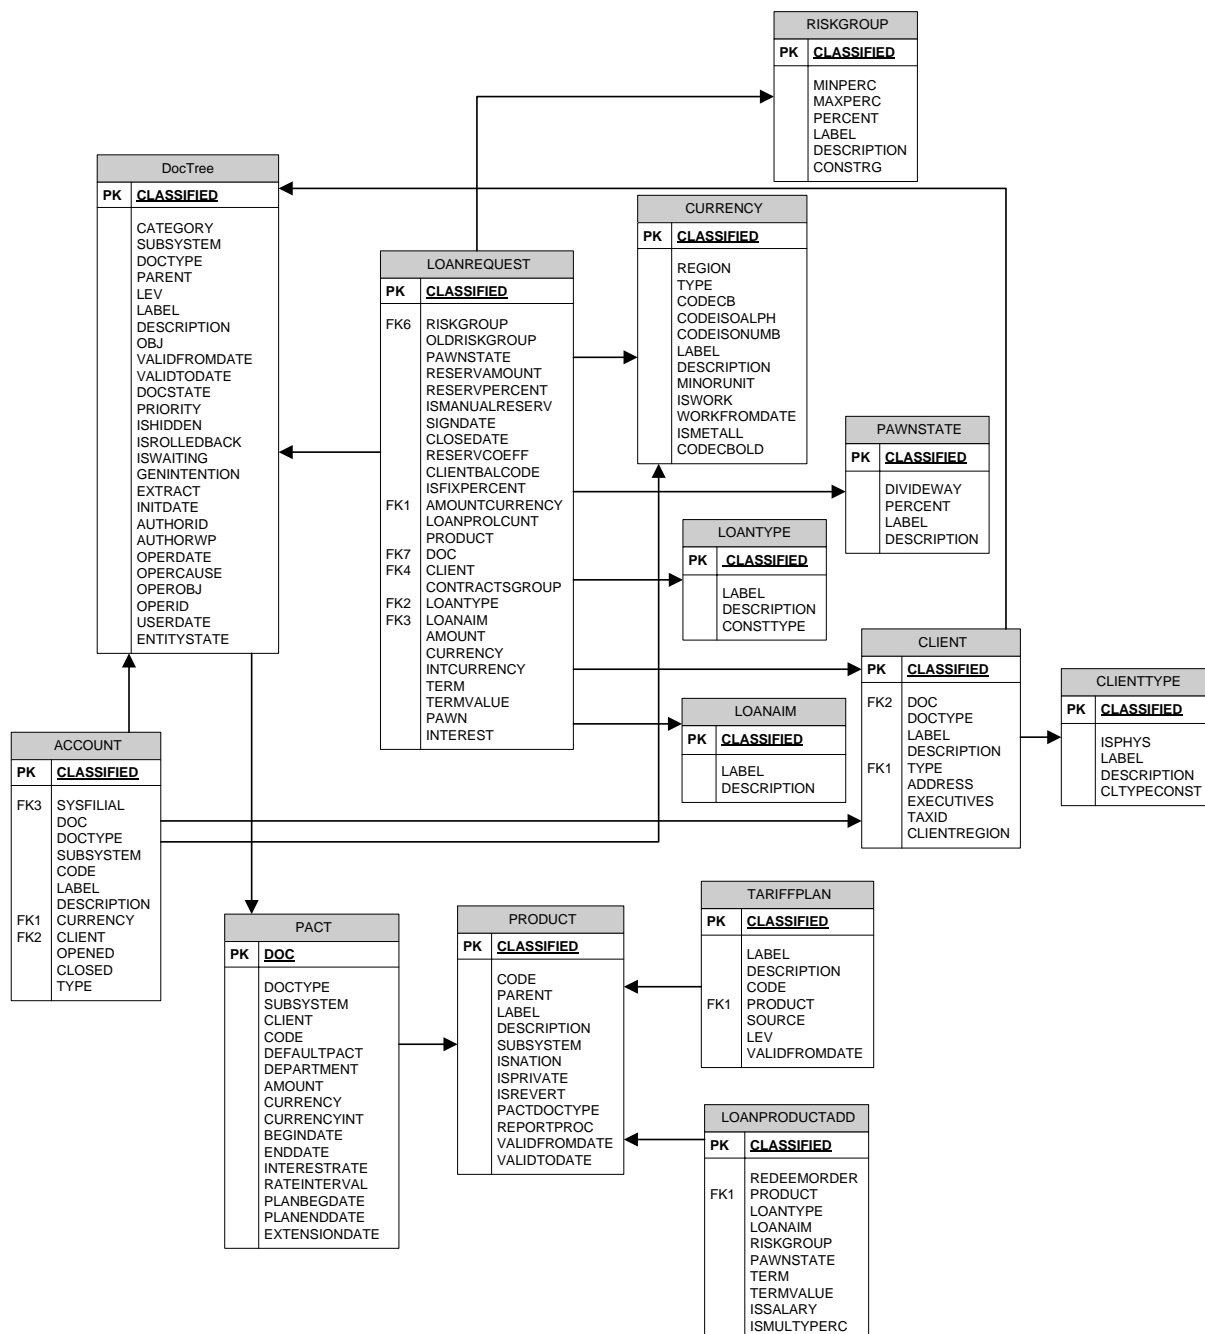 RISKGROUP
PK CLASSIFIED
MINPERC
MAXPERC
PERCENT
LABEL
DESCRIPTION
CONSTRG
DocTree
PK CLASSIFIED
CATEGORY
SUBSYSTEM
DOCTYPE
PARENT
LEV
LABEL
DESCRIPTION
OBJ
VALIDFROMDATE
VALIDTODATE
DOCSTATE
PRIORITY
ISHIDDEN
ISROLLEDBACK
ISWAITING
GENINTENTION
EXTRACT
INITDATE
AUTHORID
AUTHORWP
OPERDATE
OPERCAUSE
OPEROBJ
OPERID
USERDATE
ENTITYSTATE
LOANREQUEST
PK CLASSIFIED
FK6 RISKGROUP
OLDRISKGROUP
PAWNSTATE
RESERVAMOUNT
RESERVPERCENT
ISMANUALRESERV
SIGNDATE
CLOSEDATE
RESERVCOEFF
CLIENTBALCODE
ISFIXPERCENT
FK1 AMOUNTCURRENCY
LOANPROLCUNT
PRODUCT
FK7 DOC
FK4 CLIENT
CONTRACTSGROUP
FK2 LOANTYPE
FK3 LOANAIM
AMOUNT
CURRENCY
INTCURRENCY
TERM
TERMVALUE
PAWN
INTEREST
CURRENCY
PK CLASSIFIED
REGION
TYPE
CODECB
CODEISOALPH
CODEISONUMB
LABEL
DESCRIPTION
MINORUNIT
ISWORK
WORKFROMDATE
ISMETALL
CODECBOLD
PAWNSTATE
PK CLASSIFIED
DIVIDEWAY
PERCENT
LABEL
DESCRIPTION
LOANTYPE
PK CLASSIFIED
LABEL
DESCRIPTION
CONSTTYPE
CLIENT
PK CLASSIFIED
FK2 DOC
DOCTYPE
LABEL
DESCRIPTION
FK1 TYPE
ADDRESS
EXECUTIVES
TAXID
CLIENTREGION
CLIENTTYPE
PK CLASSIFIED
ISPHYS
LABEL
DESCRIPTION
CLTYPECONST
LOANAIM
PK CLASSIFIED
LABEL
DESCRIPTION
ACCOUNT
PK CLASSIFIED
FK3 SYSFILIAL
DOC
DOCTYPE
SUBSYSTEM
CODE
LABEL
DESCRIPTION
FK1 CURRENCY
FK2 CLIENT
OPENED
CLOSED
TYPE
PACT
PK DOC
DOCTYPE
SUBSYSTEM
CLIENT
CODE
DEFAULTPACT
DEPARTMENT
AMOUNT
CURRENCY
CURRENCYINT
BEGINDATE
ENDDATE
INTERESTRATE
RATEINTERVAL
PLANBEGDATE
PLANENDDATE
EXTENSIONDATE
PRODUCT
PK CLASSIFIED
CODE
PARENT
LABEL
DESCRIPTION
SUBSYSTEM
ISNATION
ISPRIVATE
ISREVERT
PACTDOCTYPE
REPORTPROC
VALIDFROMDATE
VALIDTODATE
TARIFFPLAN
PK CLASSIFIED
LABEL
DESCRIPTION
CODE
FK1 PRODUCT
SOURCE
LEV
VALIDFROMDATE
LOANPRODUCTADD
PK CLASSIFIED
REDEEMORDER
FK1 PRODUCT
LOANTYPE
LOANAIM
RISKGROUP
PAWNSTATE
TERM
TERMVALUE
ISSALARY
ISMULTYPERC